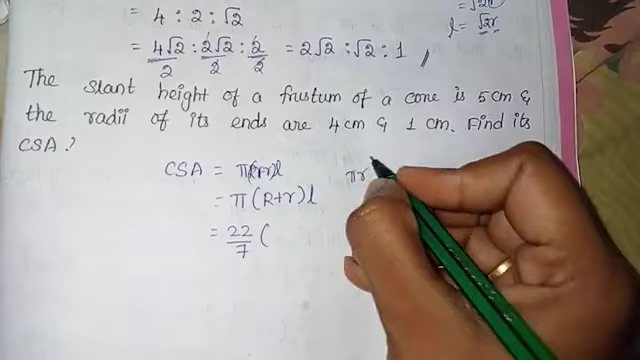 = √2r
l = √2r
= 4 : 2 : √2
= 4√2/2 : 2√2/2 : 2/2 = 2√2 : √2 : 1 //
The slant height of a frustum of a cone is 5cm &
the radii of its ends are 4cm & 1 cm. Find its
CSA?
CSA = π l πr
= π(R+r)l
= 22/7 (